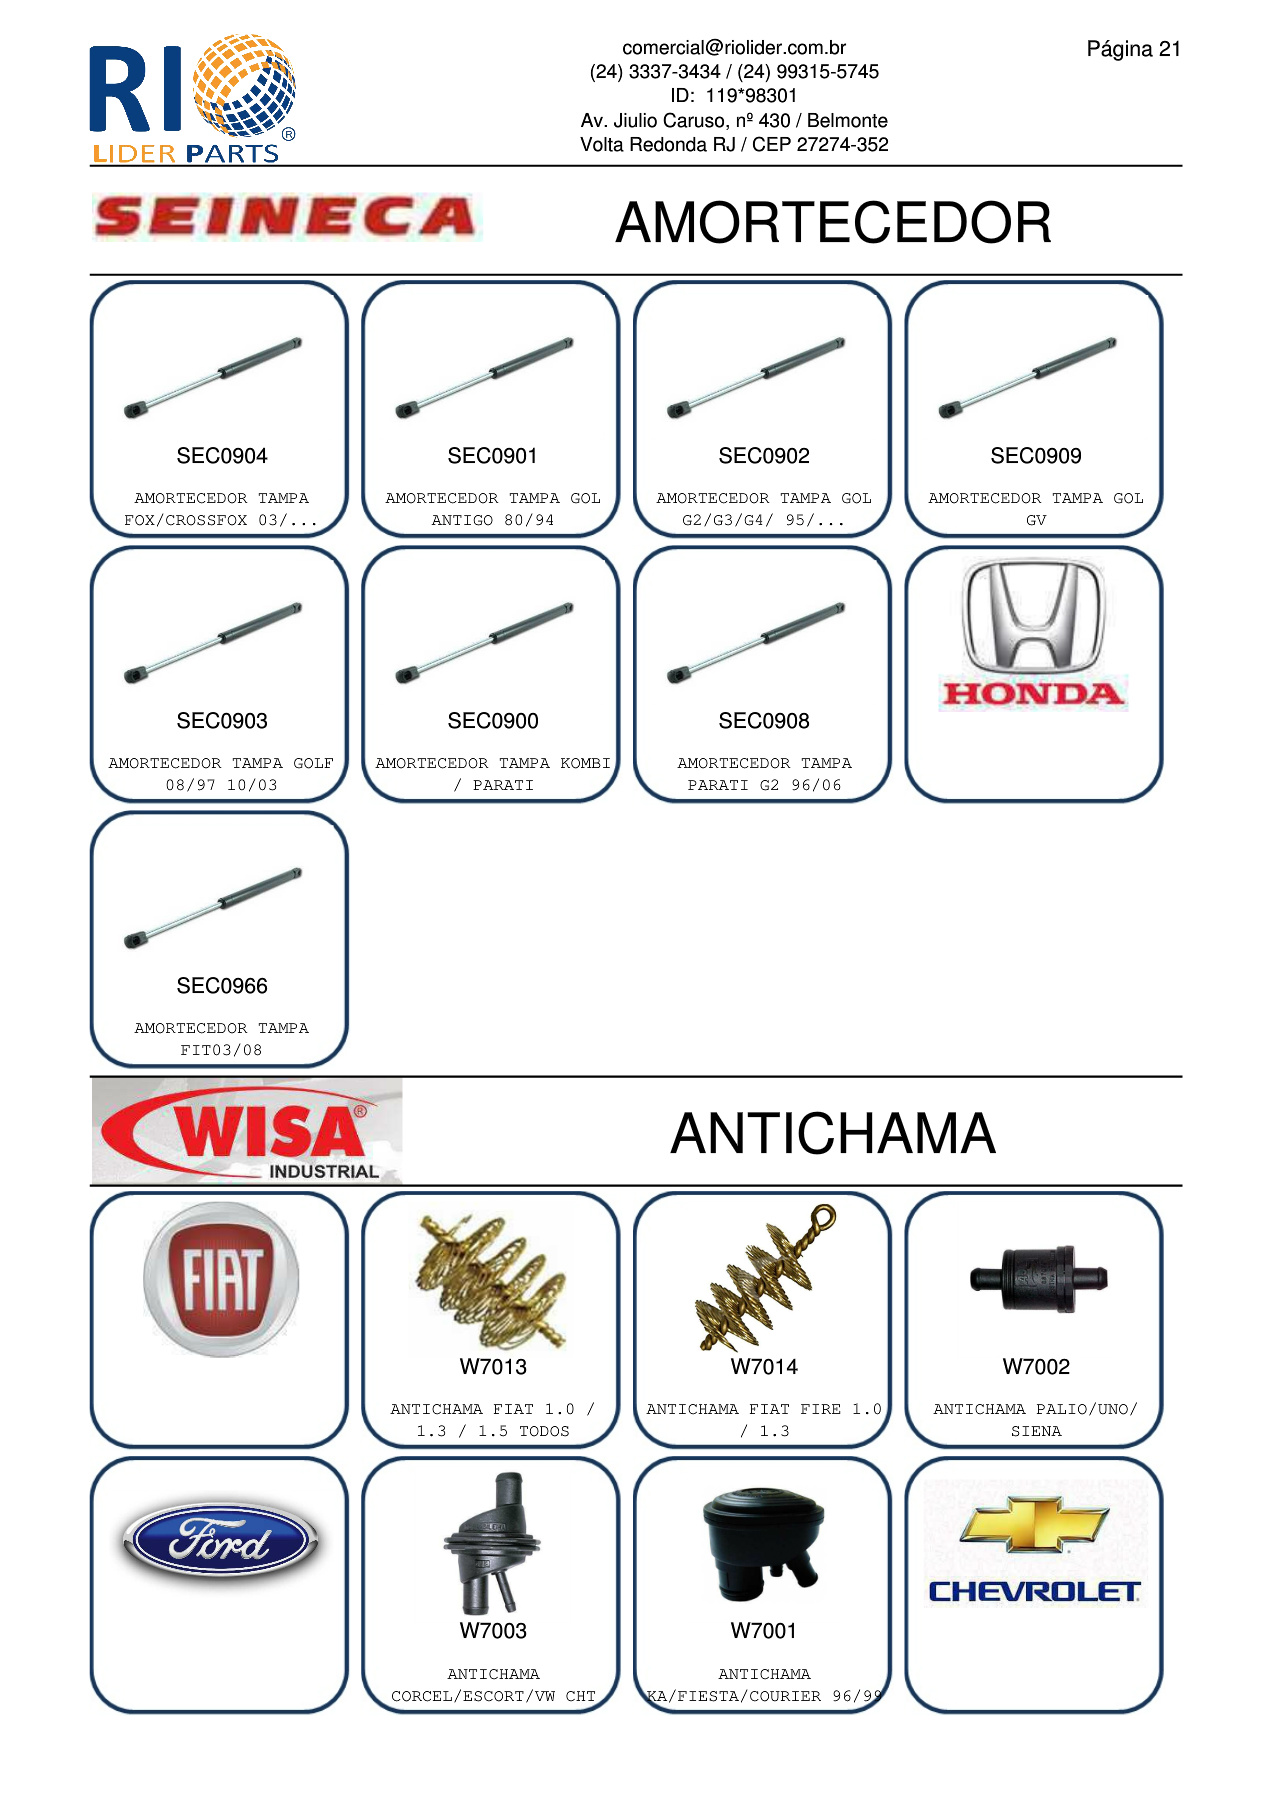 RIO
LIDER PARTS
®
comercial@riolider.com.br
(24) 3337-3434 / (24) 99315-5745
ID: 119*98301
Av. Jiulio Caruso, nº 430 / Belmonte
Volta Redonda RJ / CEP 27274-352
Página 21
SEINECA
AMORTECEDOR
SEC0904
AMORTECEDOR TAMPA
FOX/CROSSFOX 03/...
SEC0901
AMORTECEDOR TAMPA GOL
ANTIGO 80/94
SEC0902
AMORTECEDOR TAMPA GOL
G2/G3/G4/ 95/...
SEC0909
AMORTECEDOR TAMPA GOL
GV
SEC0903
AMORTECEDOR TAMPA GOLF
08/97 10/03
SEC0900
AMORTECEDOR TAMPA KOMBI
/ PARATI
SEC0908
AMORTECEDOR TAMPA
PARATI G2 96/06
HONDA
SEC0966
AMORTECEDOR TAMPA
FIT03/08
WISA®
INDUSTRIAL
ANTICHAMA
FIAT
W7013
ANTICHAMA FIAT 1.0 /
1.3 / 1.5 TODOS
W7014
ANTICHAMA FIAT FIRE 1.0
/ 1.3
W7002
ANTICHAMA PALIO/UNO/
SIENA
Ford
W7003
ANTICHAMA
CORCEL/ESCORT/VW CHT
W7001
ANTICHAMA
KA/FIESTA/COURIER 96/99
CHEVROLET